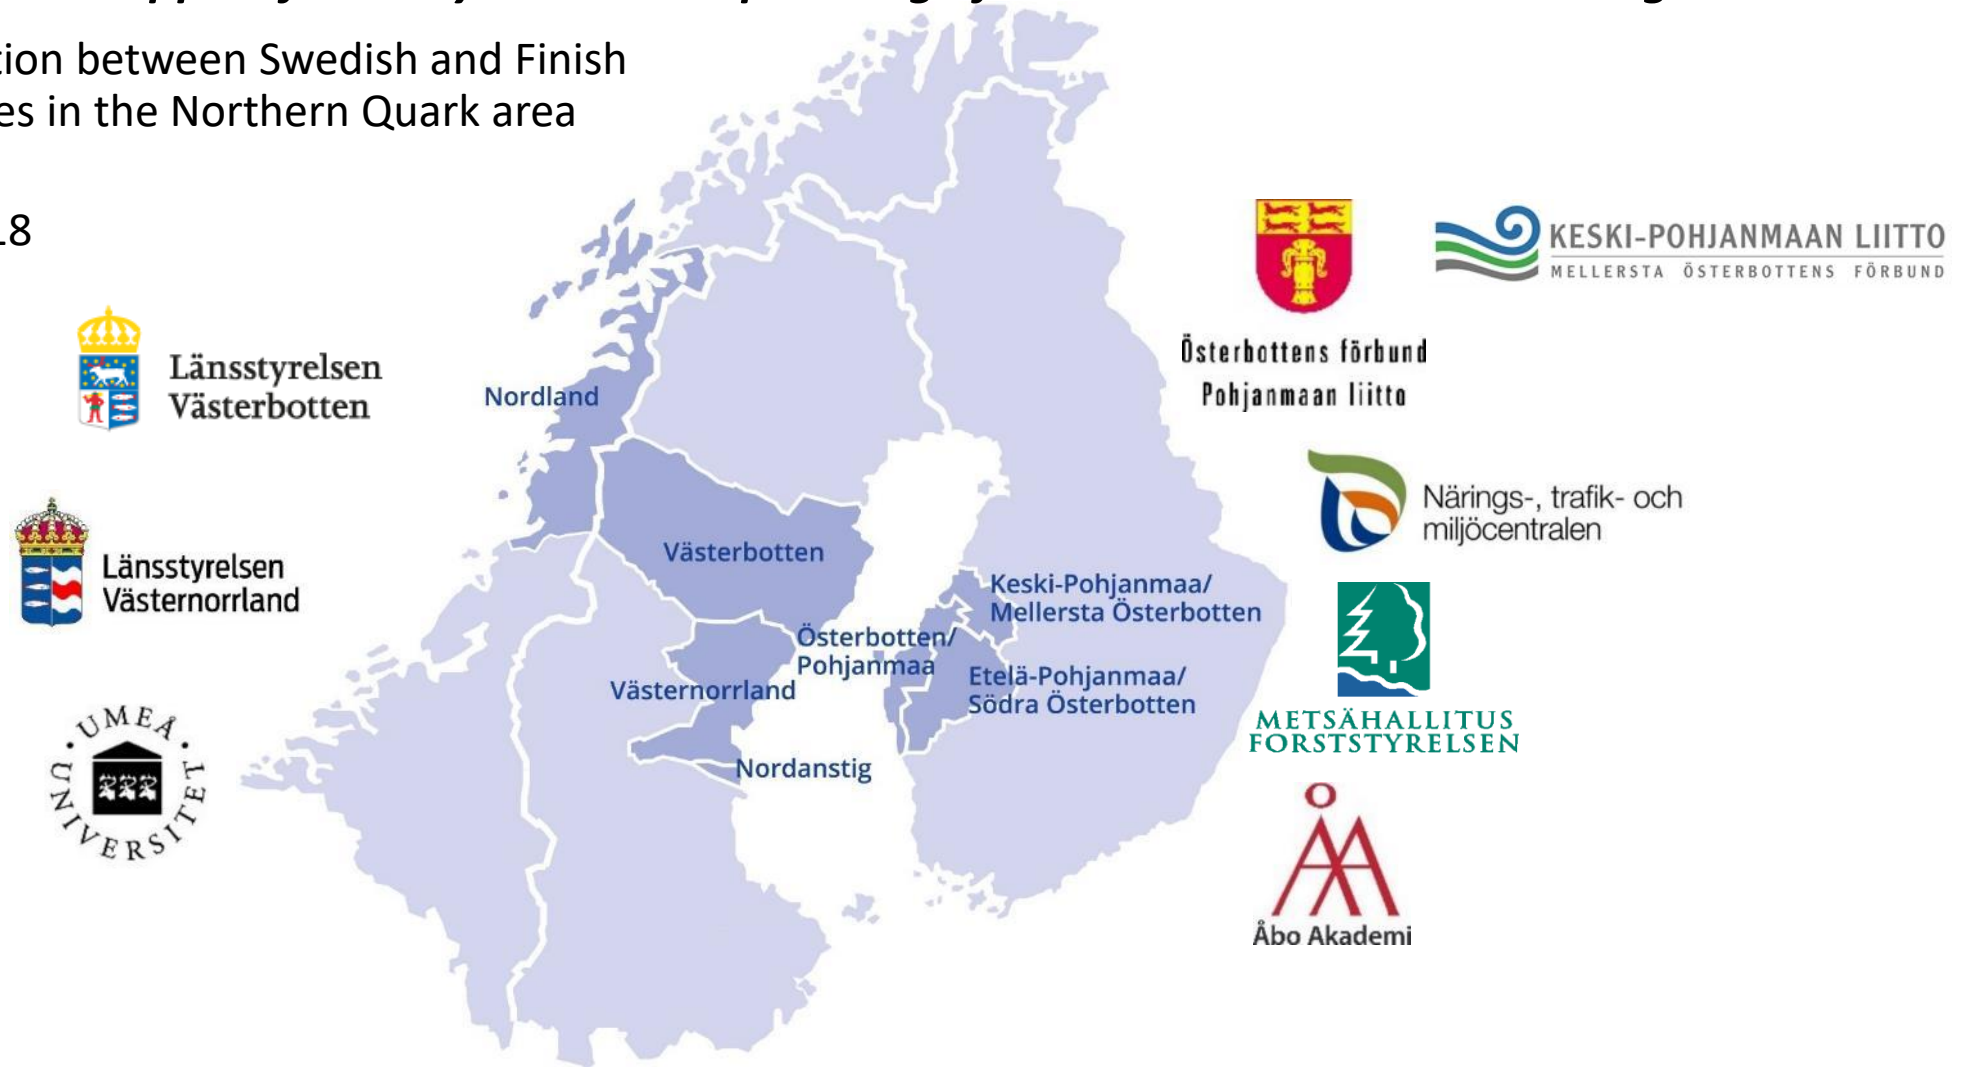 tion between Swedish and Finish
es in the Northern Quark area
18
KESKI-POHJANMAAN LIITTO
MELLERSTA ÖSTERBOTTENS FÖRBUND
Österbottens förbund
Pohjanmaan liitto
Länsstyrelsen
Västerbotten
Nordland
Närings-, trafik- och
miljöcentralen
Västerbotten
Länsstyrelsen
Västernorrland
Keski-Pohjanmaa/
Mellersta Österbotten
Österbotten/
Pohjanmaa
Etelä-Pohjanmaa/
Södra Österbotten
Västernorrland
METSÄHALLITUS
FORSTSTYRELSEN
UMEÅ UNIVERSITET
Nordanstig
Åbo Akademi